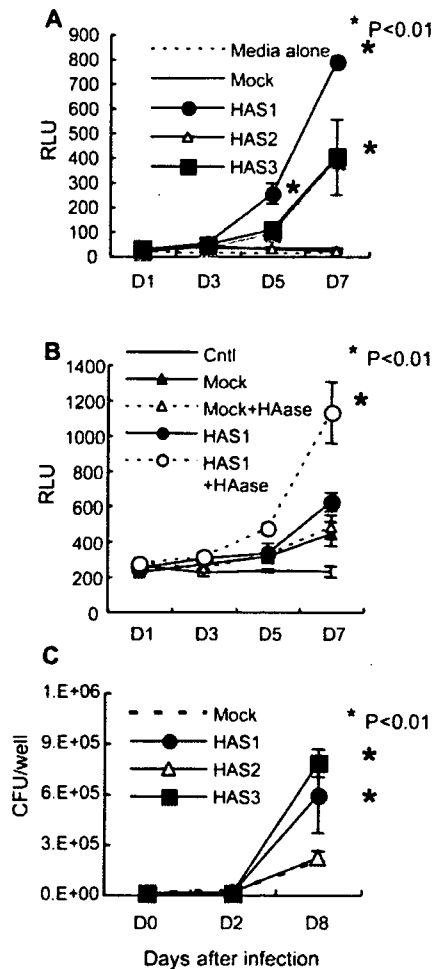 A
* P<0.01
900
800
700
600
500
400
300
200
100
0
RLU
Media alone
Mock
HAS1
HAS2
HAS3
*
*
*
D1 D3 D5 D7
B
* P<0.01
1400
1200
1000
800
600
400
200
0
RLU
Cntl
Mock
Mock+HAase
HAS1
HAS1
+HAase
*
D1 D3 D5 D7
C
* P<0.01
1.E+06
9.E+05
6.E+05
3.E+05
0.E+00
CFU/well
Mock
HAS1
HAS2
HAS3
*
*
D0 D2 D8
Days after infection